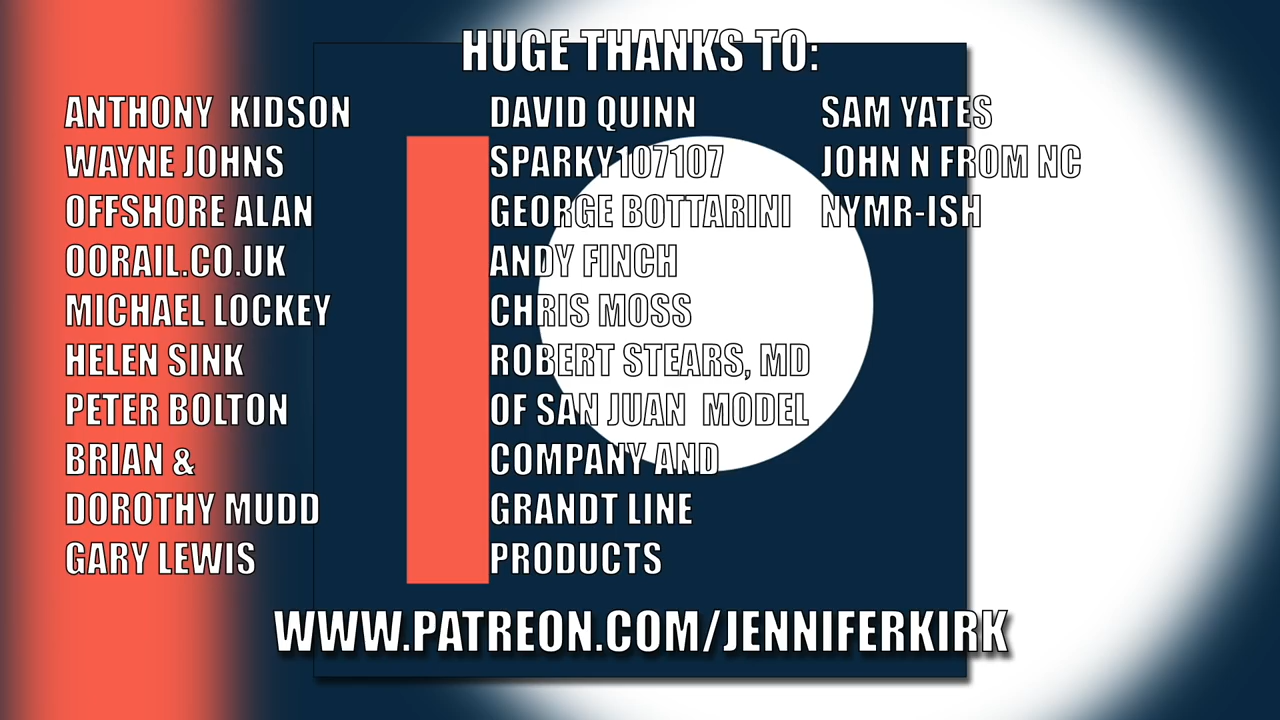 HUGE THANKS TO:
ANTHONY KIDSON
WAYNE JOHNS
OFFSHORE ALAN
OORAIL.CO.UK
MICHAEL LOCKEY
HELEN SINK
PETER BOLTON
BRIAN &
DOROTHY MUDD
GARY LEWIS
DAVID QUINN
SPARKY107107
GEORGE BOTTARINI
ANDY FINCH
CHRIS MOSS
ROBERT STEARS, MD
OF SAN JUAN MODEL
COMPANY AND
GRANDT LINE
PRODUCTS
SAM YATES
JOHN N FROM NC
NYMR-ISH
WWW.PATREON.COM/JENNIFERKIRK